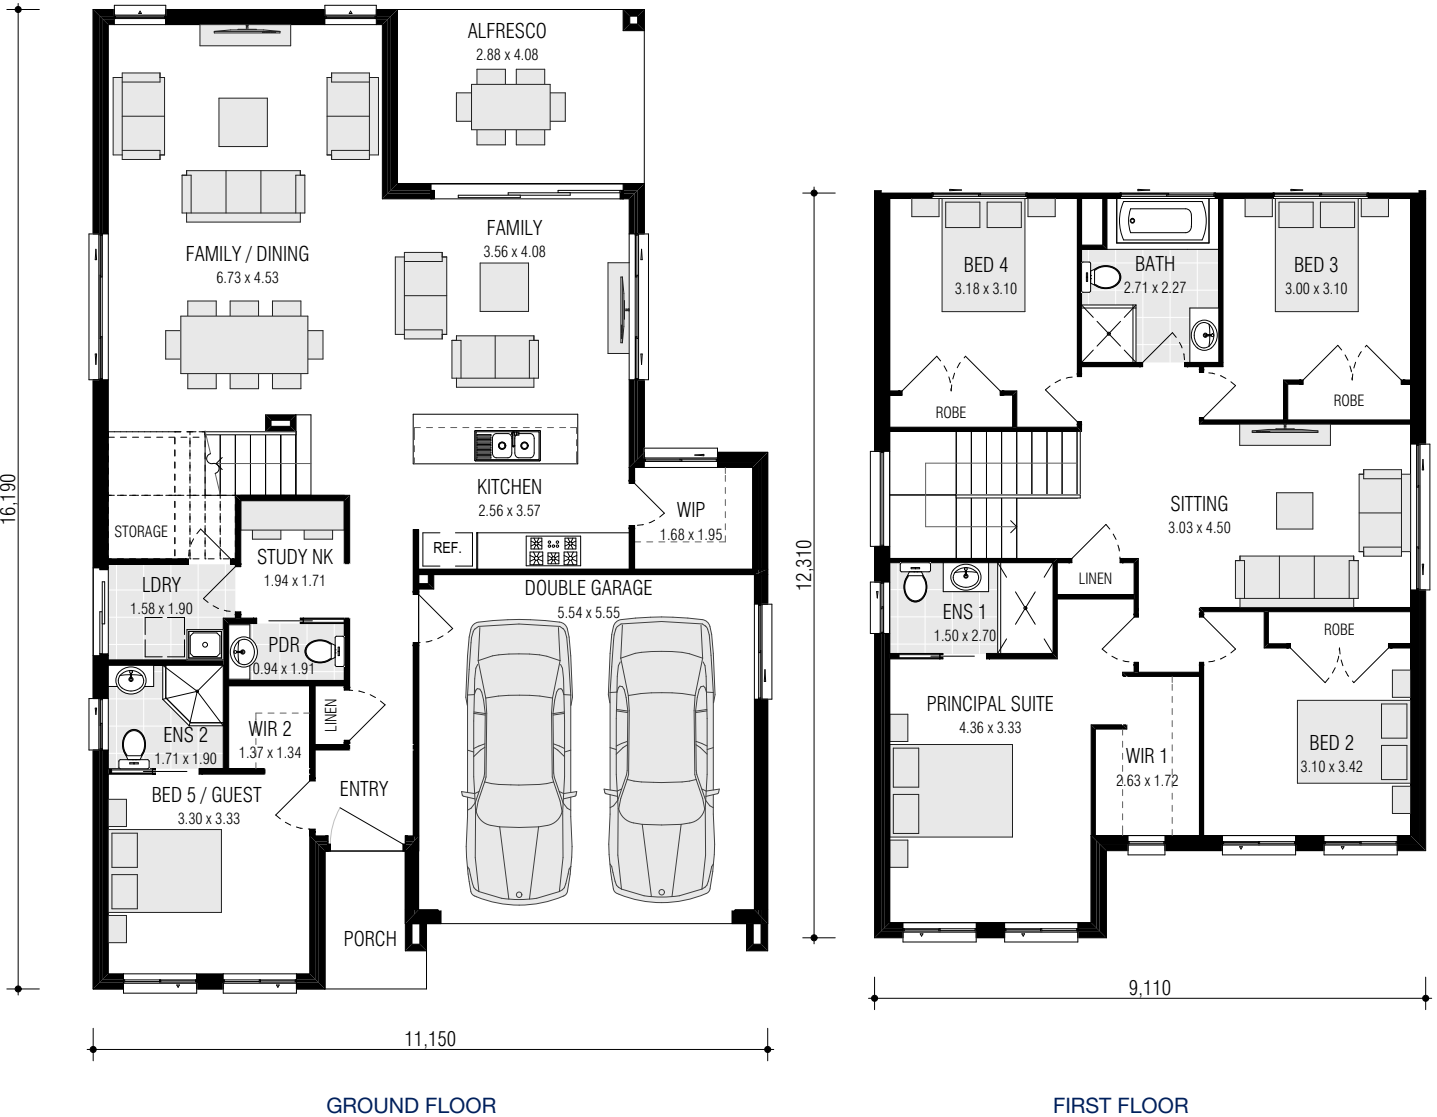 ALFRESCO
2.88 x 4.08
FAMILY
3.56 x 4.08
FAMILY / DINING
6.73 x 4.53
KITCHEN
2.56 x 3.57
WIP
1.68 x 1.95
REF.
STORAGE
STUDY NK
1.94 x 1.71
LDRY
1.58 x 1.90
DOUBLE GARAGE
5.54 x 5.55
PDR
0.94 x 1.91
LINEN
ENS 2
1.71 x 1.90
WIR 2
1.37 x 1.34
ENTRY
BED 5 / GUEST
3.30 x 3.33
PORCH
16,190
11,150
GROUND FLOOR
BED 4
3.18 x 3.10
BATH
2.71 x 2.27
BED 3
3.00 x 3.10
ROBE
ROBE
SITTING
3.03 x 4.50
LINEN
ENS 1
1.50 x 2.70
ROBE
PRINCIPAL SUITE
4.36 x 3.33
WIR 1
2.63 x 1.72
BED 2
3.10 x 3.42
12,310
9,110
FIRST FLOOR